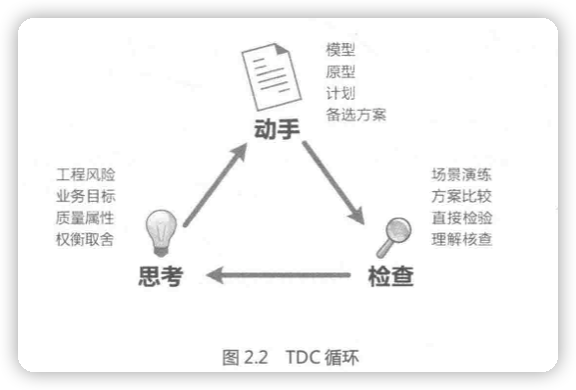 模型
原型
计划
备选方案
动手
工程风险
业务目标
质量属性
权衡取舍
思考
场景演练
方案比较
直接检验
理解核查
检查
图 2.2 TDC 循环